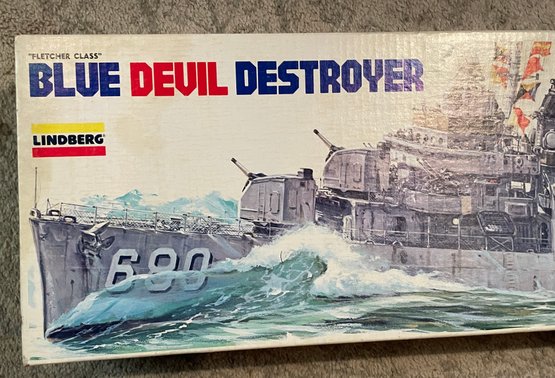 "FLETCHER CLASS"
BLUE DEVIL DESTROYER
LINDBERG®
690